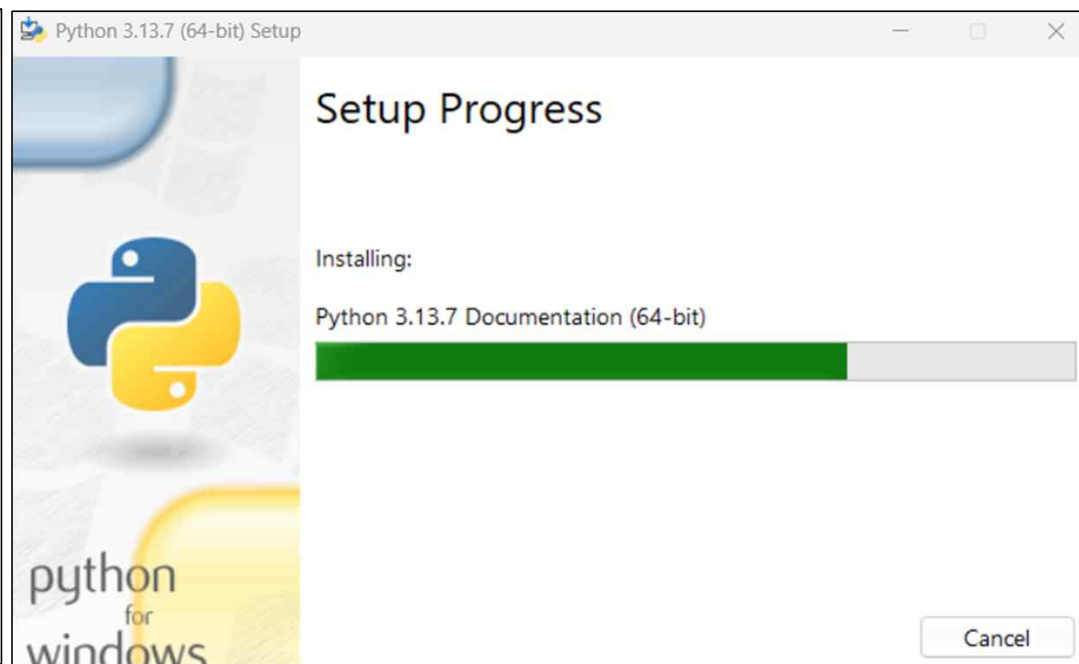 Python 3.13.7 (64-bit) Setup
Setup Progress
Installing:
Python 3.13.7 Documentation (64-bit)
python
for
windows
Cancel